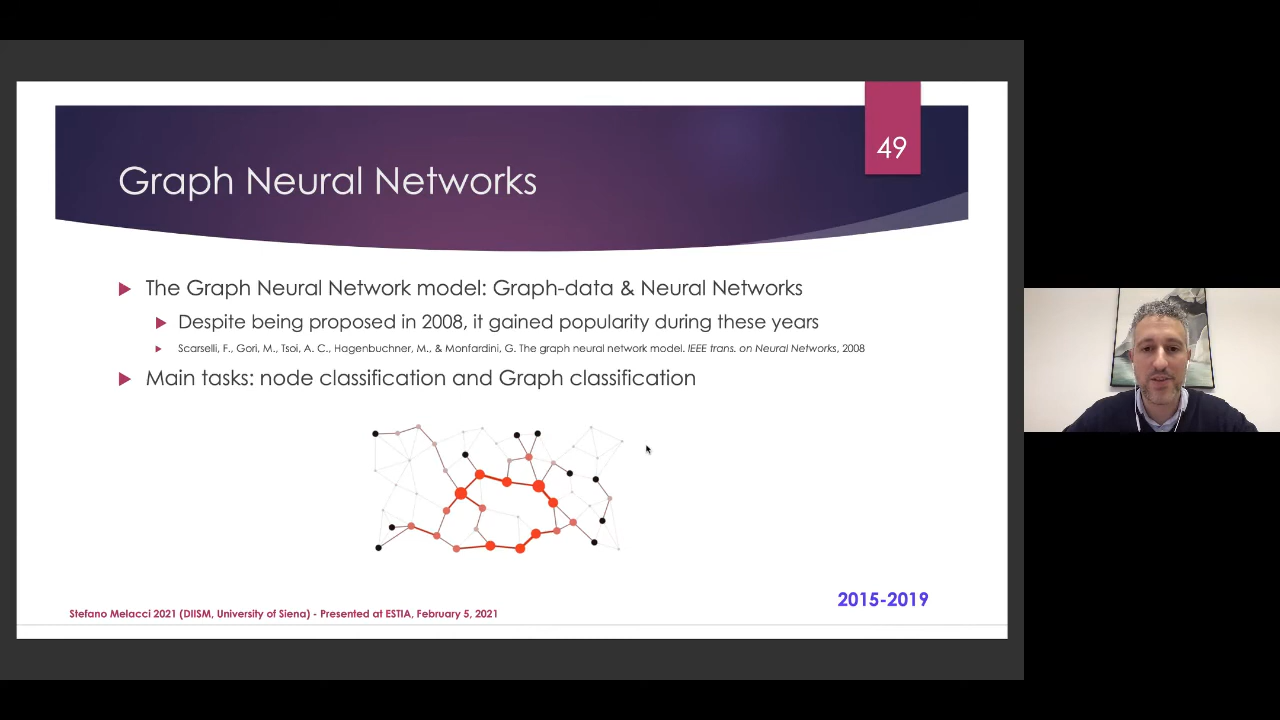 49
Graph Neural Networks
The Graph Neural Network model: Graph-data & Neural Networks
Despite being proposed in 2008, it gained popularity during these years
Scarselli, F., Gori, M., Tsoi, A. C., Hagenbuchner, M., & Monfardini, G. The graph neural network model. IEEE trans. on Neural Networks, 2008
Main tasks: node classification and Graph classification
2015-2019
Stefano Melacci 2021 (DIISM, University of Siena) - Presented at ESTIA, February 5, 2021